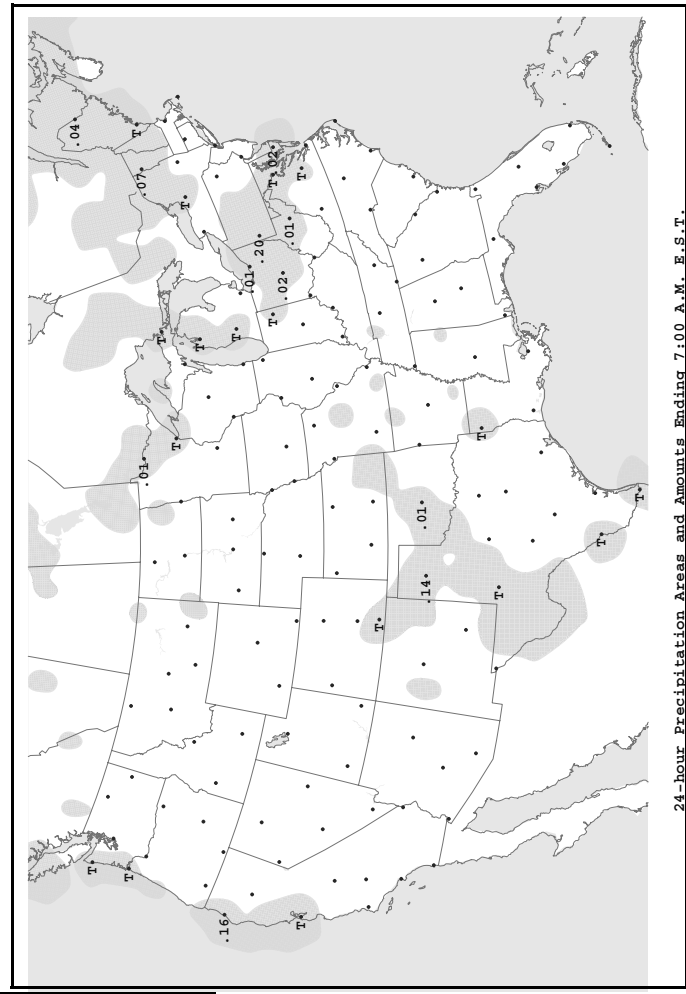 .04
T
T
T
.07
.01
T
T
T
T
.16
.01
.20
.02
T
T
.02
.01
T
T
T
.01
.14
T
T
T
T
T
24-hour Precipitation Areas and Amounts Ending 7:00 A.M. E.S.T.